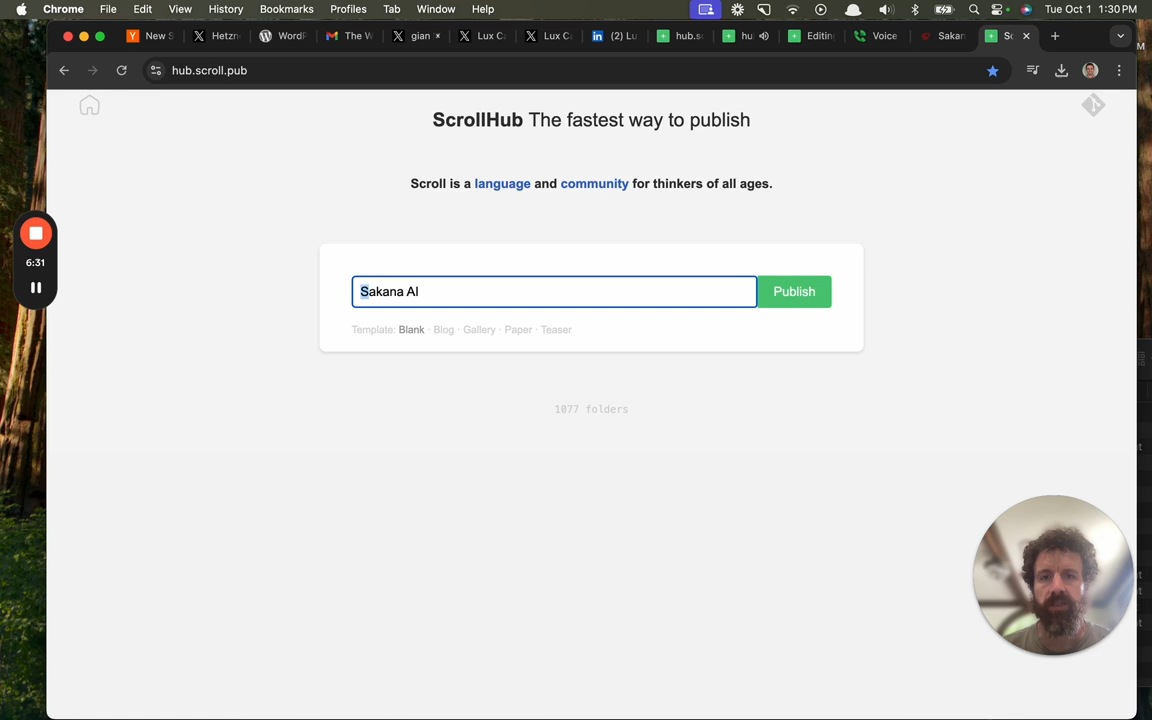 Chrome File Edit View History Bookmarks Profiles Tab Window Help Tue Oct 1 1:30 PM
New S Hetzn WordP The W gian Lux Ca Lux Ca (2) Lu hub.sc hu Editin Voice Sakan Sc
hub.scroll.pub
ScrollHub The fastest way to publish
Scroll is a language and community for thinkers of all ages.
6:31
Sakana AI Publish
Template: Blank · Blog · Gallery · Paper · Teaser
1077 folders